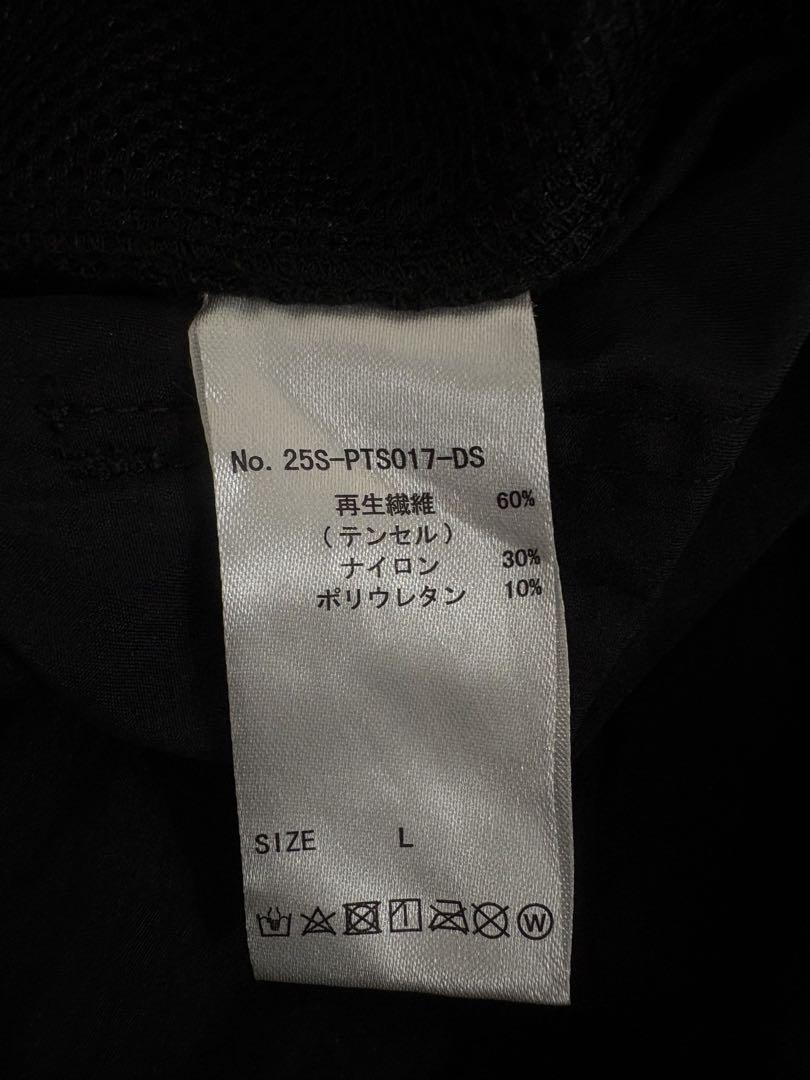 No. 25S-PTS017-DS
再生繊維 60%
(テンセル)
ナイロン 30%
ポリウレタン 10%
SIZE L
W